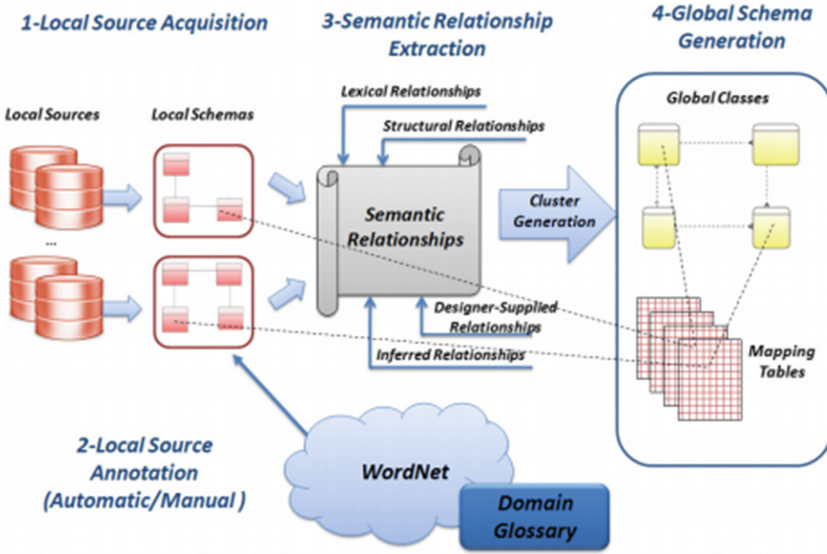 1-Local Source Acquisition
3-Semantic Relationship
Extraction
4-Global Schema
Generation
Local Sources
Local Schemas
Lexical Relationships
Structural Relationships
Global Classes
Semantic
Relationships
Cluster
Generation
...
Designer-Supplied
Relationships
Inferred Relationships
Mapping
Tables
2-Local Source
Annotation
(Automatic/Manual )
WordNet
Domain
Glossary